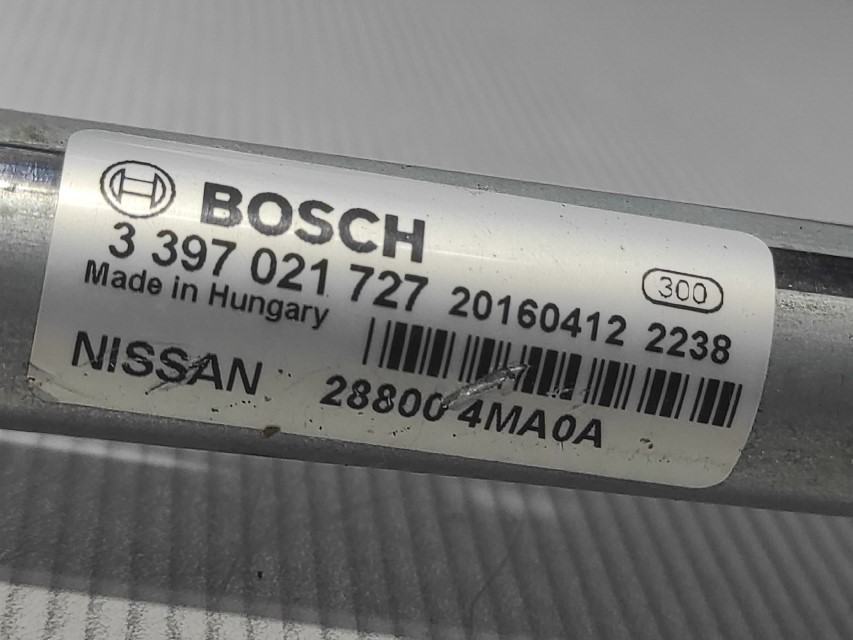 BOSCH
3 397 021 727 20160412 2238
300
Made in Hungary
NISSAN 28800 4MA0A